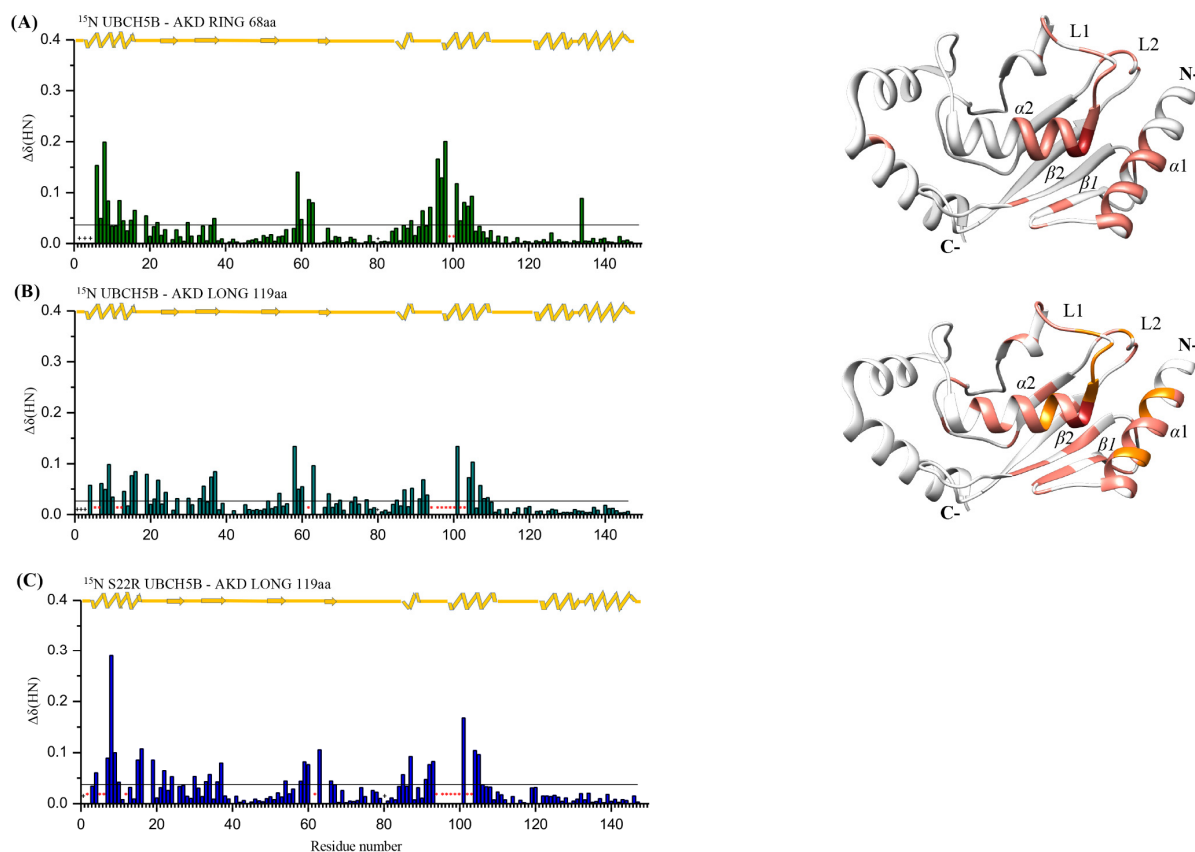 (A)
¹⁵N UBCH5B - AKD RING 68aa
0.4
0.3
0.2
0.1
0.0
Δδ(HN)
+++
**
0 20 40 60 80 100 120 140
L1
L2
N-
α2
α1
β2
β1
C-
(B)
¹⁵N UBCH5B - AKD LONG 119aa
0.4
0.3
0.2
0.1
0.0
Δδ(HN)
+++
0 20 40 60 80 100 120 140
L1
L2
N-
α2
α1
β2
β1
C-
(C)
¹⁵N S22R UBCH5B - AKD LONG 119aa
0.4
0.3
0.2
0.1
0.0
Δδ(HN)
0 20 40 60 80 100 120 140
Residue number